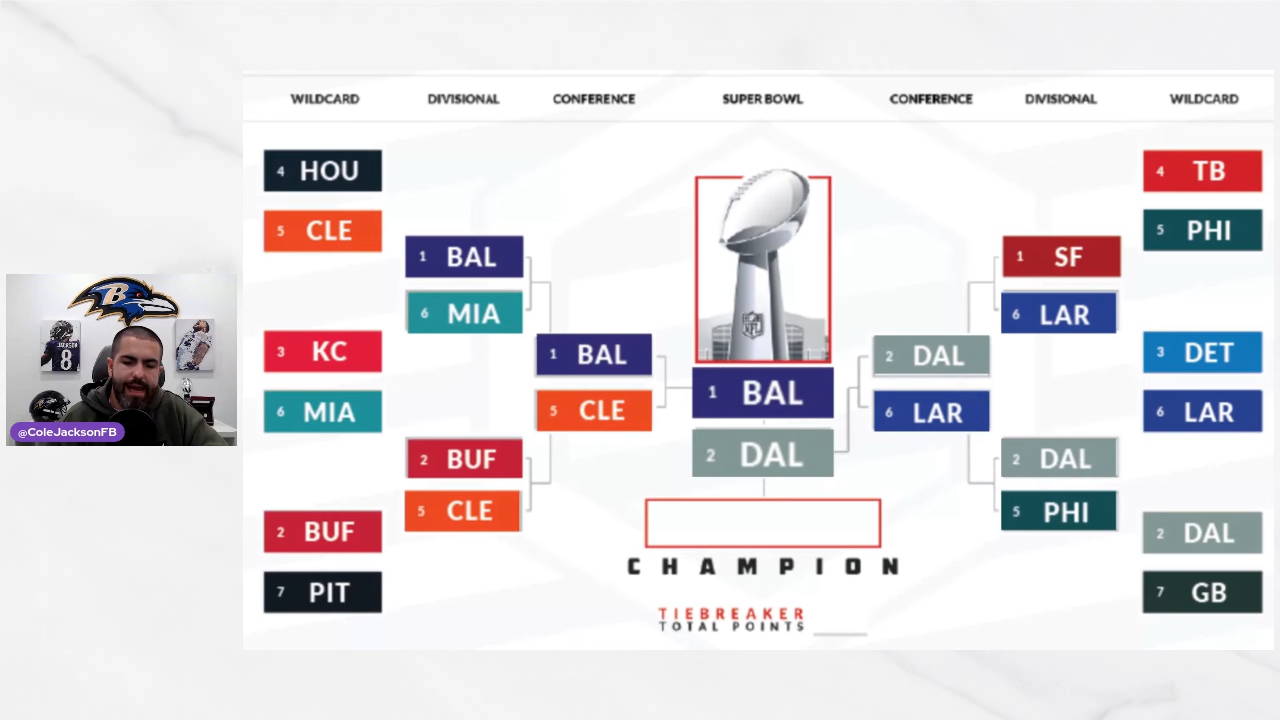 WILDCARD
DIVISIONAL
CONFERENCE
SUPER BOWL
CONFERENCE
DIVISIONAL
WILDCARD
4 HOU
5 CLE
3 KC
6 MIA
2 BUF
7 PIT
1 BAL
6 MIA
2 BUF
5 CLE
1 BAL
5 CLE
NFL
1 BAL
2 DAL
CHAMPION
TIEBREAKER
TOTAL POINTS
2 DAL
6 LAR
1 SF
6 LAR
2 DAL
5 PHI
4 TB
5 PHI
3 DET
6 LAR
2 DAL
7 GB
B
JACKSON
8
@ColeJacksonFB